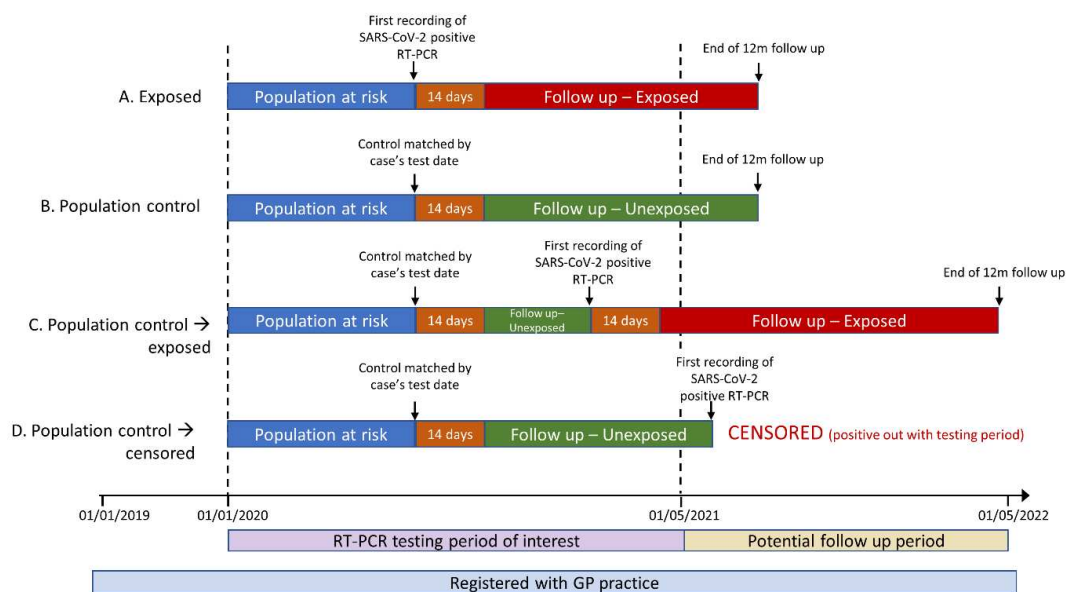 First recording of
SARS-CoV-2 positive
RT-PCR
End of 12m follow up
A. Exposed
Population at risk
14 days
Follow up – Exposed
Control matched by
case's test date
End of 12m follow up
B. Population control
Population at risk
14 days
Follow up – Unexposed
Control matched by
case's test date
First recording of
SARS-CoV-2 positive
RT-PCR
End of 12m follow up
C. Population control →
exposed
Population at risk
14 days
Follow up–
Unexposed
14 days
Follow up – Exposed
Control matched by
case's test date
First recording of
SARS-CoV-2
positive RT-PCR
D. Population control →
censored
Population at risk
14 days
Follow up – Unexposed
CENSORED (positive out with testing period)
01/01/2019
01/01/2020
01/05/2021
01/05/2022
RT-PCR testing period of interest
Potential follow up period
Registered with GP practice